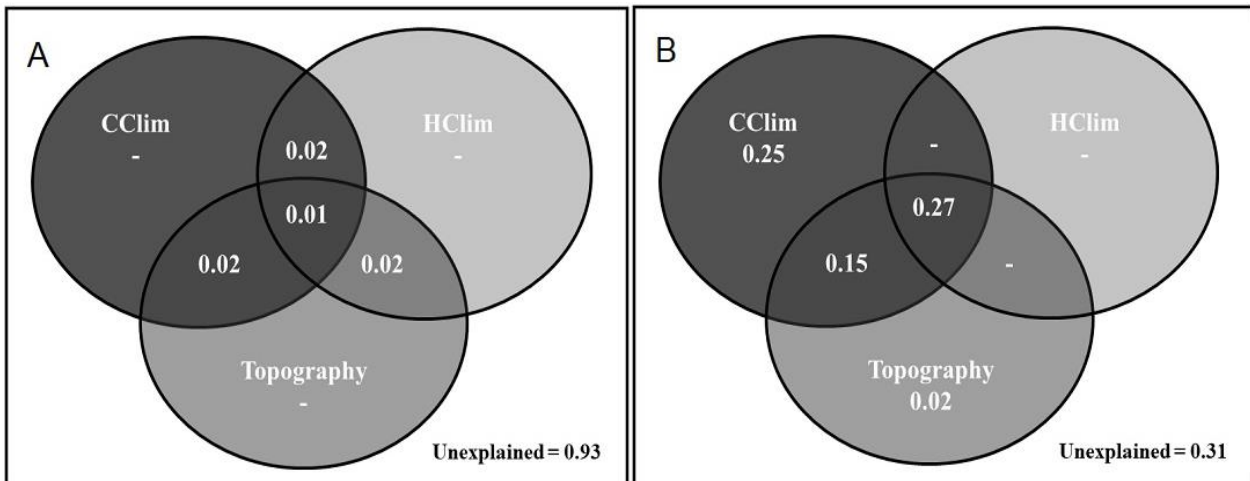 A
CClim
-
HClim
-
0.02
0.01
0.02
0.02
Topography
-
Unexplained = 0.93
B
CClim
0.25
HClim
-
-
0.27
0.15
-
Topography
0.02
Unexplained = 0.31